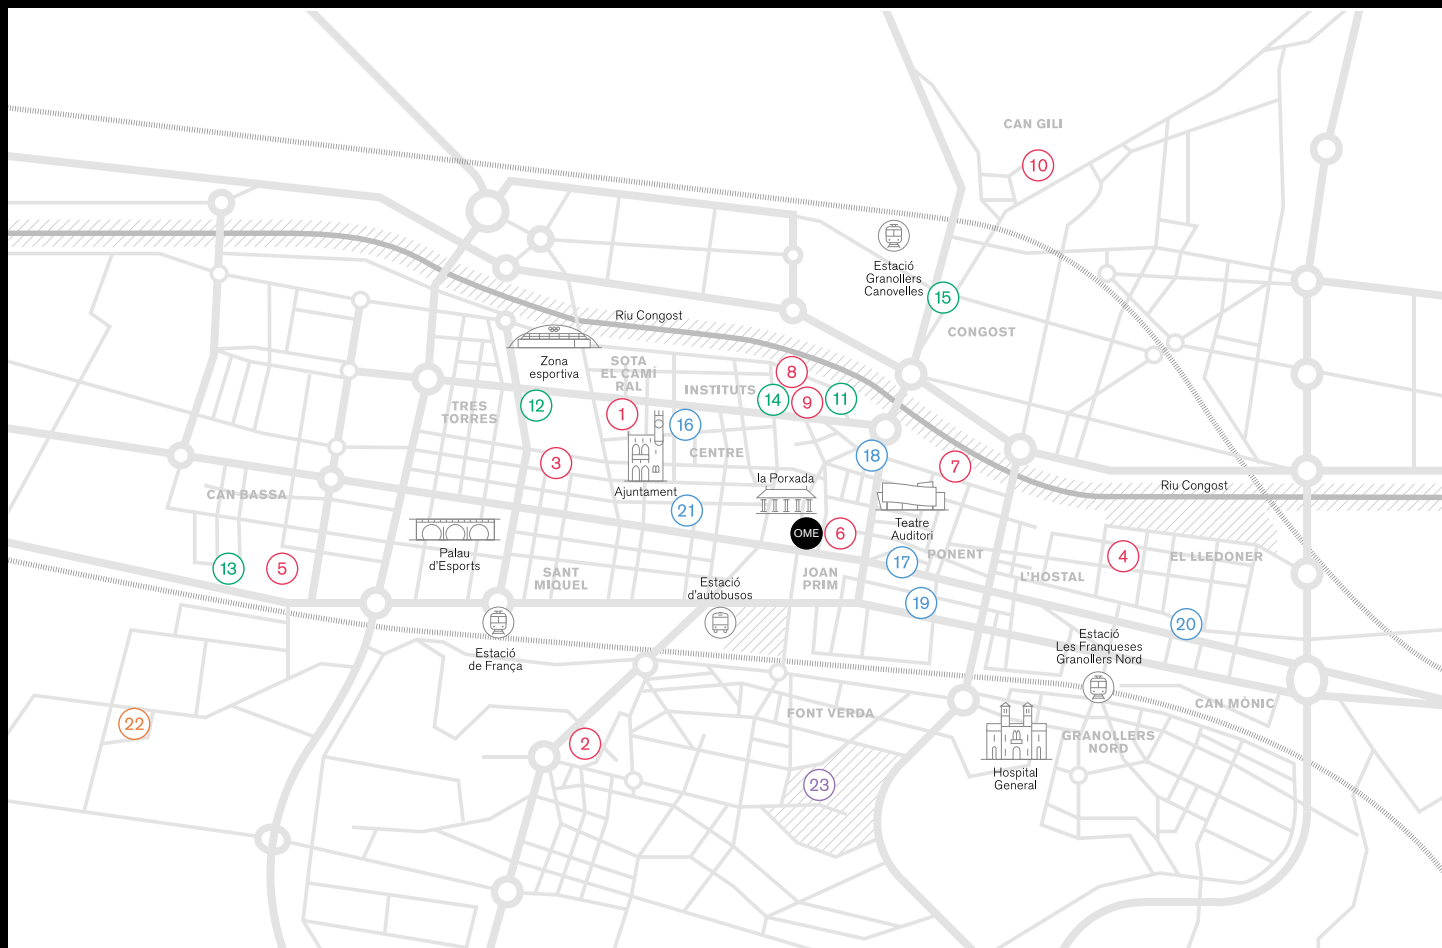 CAN GILI
10
Estació
Granollers
Canovelles
15
CONGOST
Riu Congost
Zona
esportiva
SOTA
EL CAMÍ
RAL
INSTITUTS
8
14
9
11
12
1
16
TRES
TORRES
CENTRE
18
3
7
la Porxada
Ajuntament
Riu Congost
CAN BASSA
21
Teatre
Auditori
OME
6
Palau
d'Esports
PONENT
4
EL LLEDONER
13
5
SANT
MIQUEL
JOAN
PRIM
17
L'HOSTAL
Estació
d'autobusos
19
20
Estació
de França
Estació
Les Franqueses
Granollers Nord
CAN MÒNIC
22
FONT VERDA
2
GRANOLLERS
NORD
23
Hospital
General